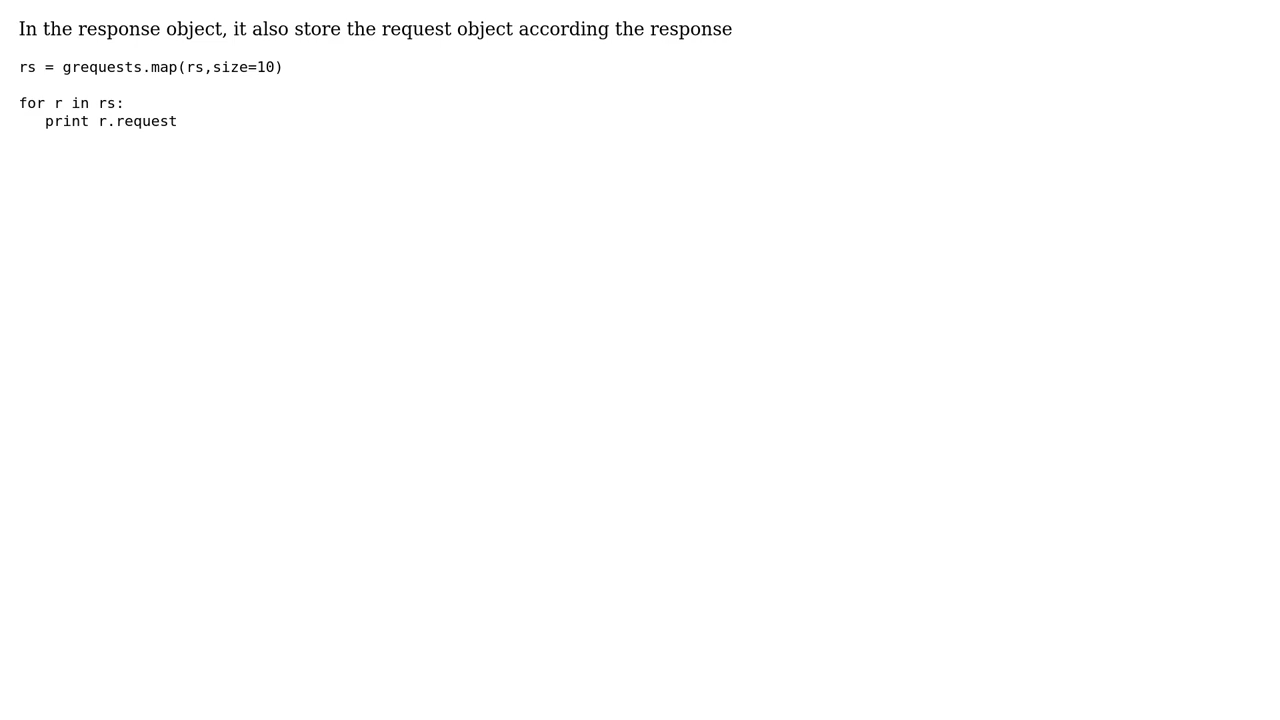 In the response object, it also store the request object according the response
rs = grequests.map(rs,size=10)
for r in rs:
   print r.request